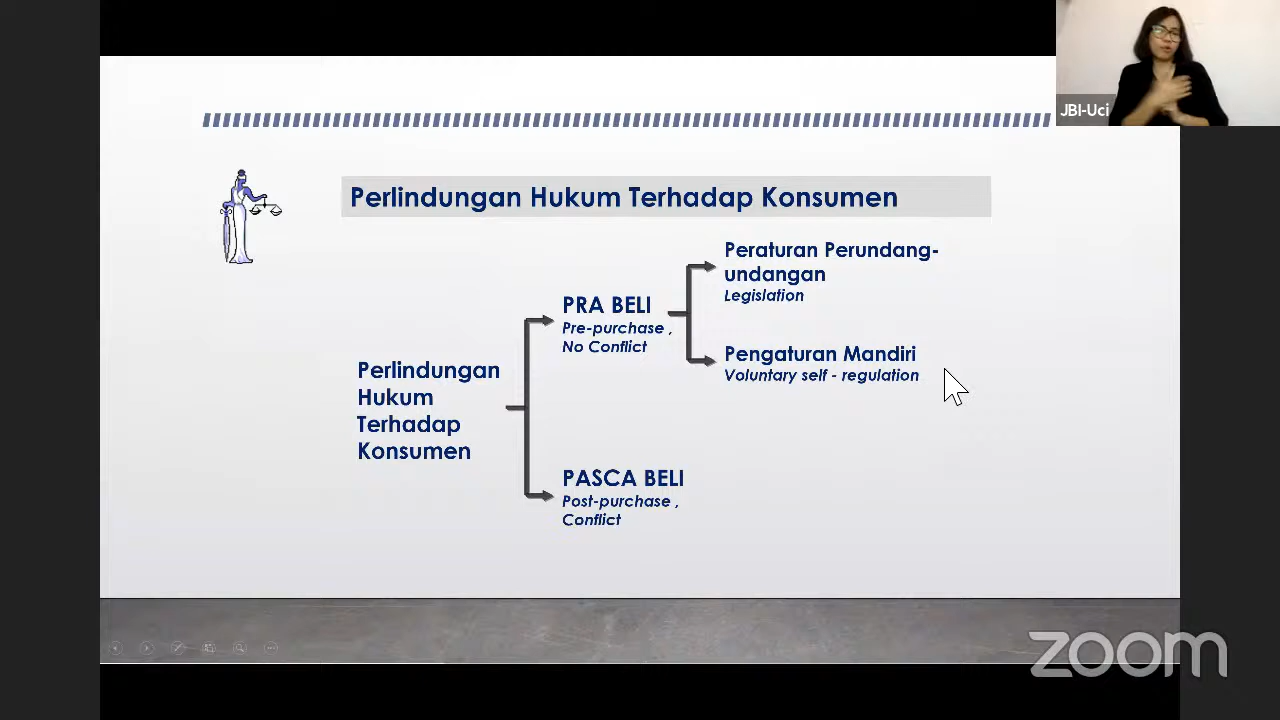 JBI-Uci
Perlindungan Hukum Terhadap Konsumen
Perlindungan
Hukum
Terhadap
Konsumen
PRA BELI
Pre-purchase ,
No Conflict
Peraturan Perundang-
undangan
Legislation
Pengaturan Mandiri
Voluntary self - regulation
PASCA BELI
Post-purchase ,
Conflict
zoom